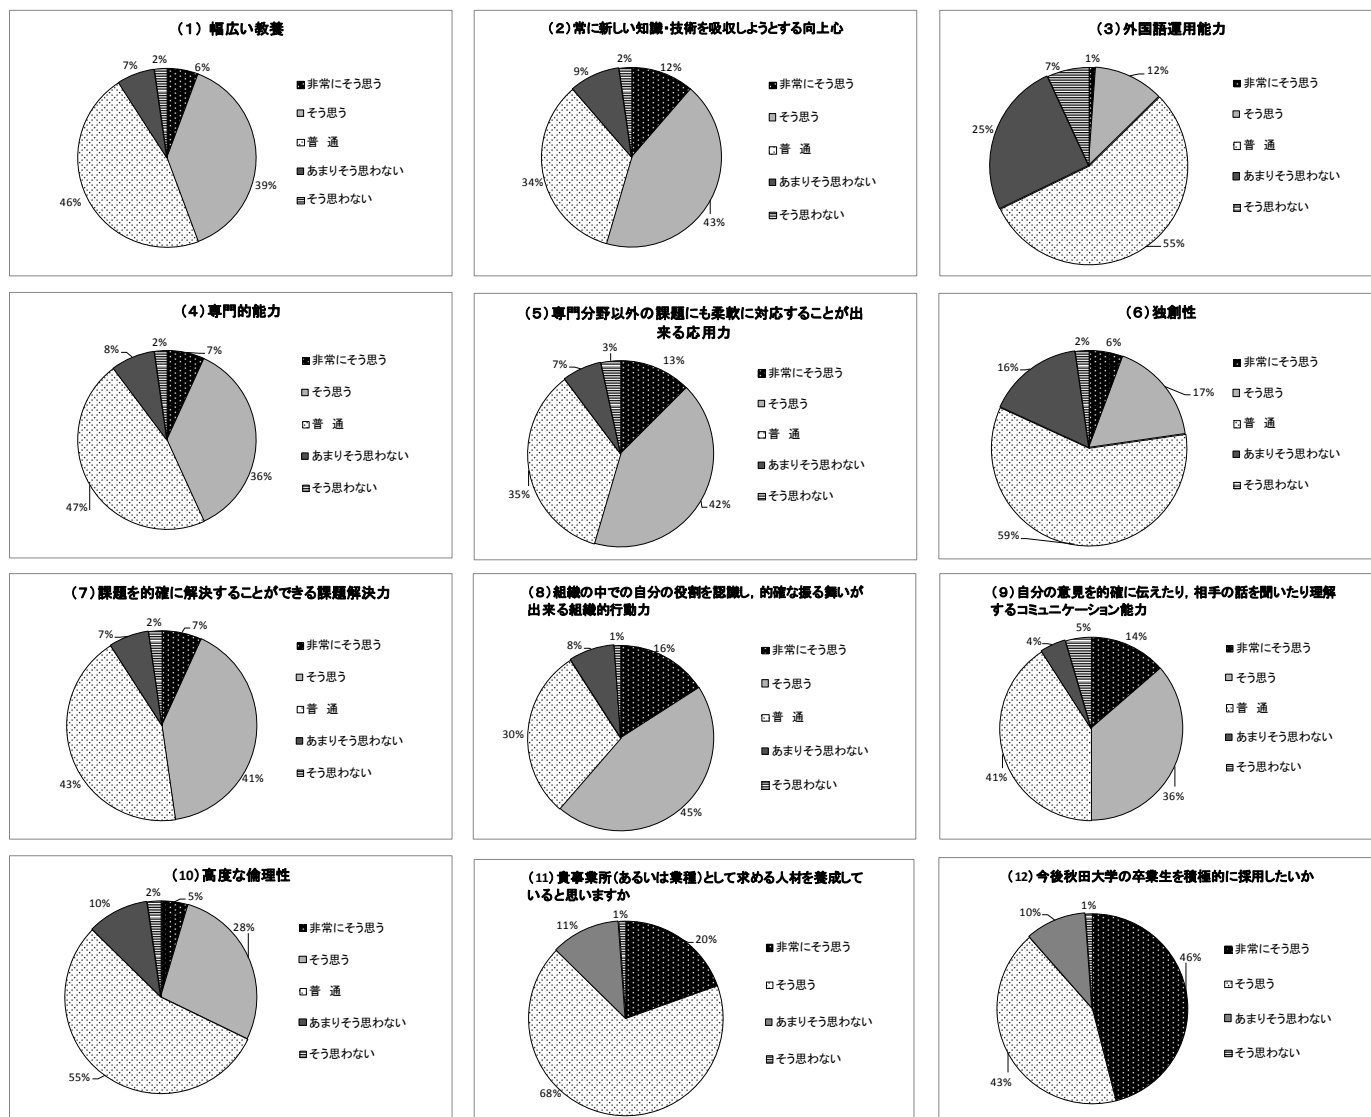 (1) 幅広い教養
2%
7%
6%
39%
46%
非常にそう思う
そう思う
普 通
あまりそう思わない
そう思わない
(2)常に新しい知識・技術を吸収しようとする向上心
2%
9%
12%
34%
43%
非常にそう思う
そう思う
普 通
あまりそう思わない
そう思わない
(3)外国語運用能力
7%
1%
12%
25%
55%
非常にそう思う
そう思う
普 通
あまりそう思わない
そう思わない
(4)専門的能力
2%
8%
7%
36%
47%
非常にそう思う
そう思う
普 通
あまりそう思わない
そう思わない
(5)専門分野以外の課題にも柔軟に対応することが出
来る応用力
3%
7%
13%
35%
42%
非常にそう思う
そう思う
普 通
あまりそう思わない
そう思わない
(6)独創性
2%
6%
16%
17%
59%
非常にそう思う
そう思う
普 通
あまりそう思わない
そう思わない
(7)課題を的確に解決することができる課題解決力
2%
7%
7%
43%
41%
非常にそう思う
そう思う
普 通
あまりそう思わない
そう思わない
(8)組織の中での自分の役割を認識し, 的確な振る舞いが
出来る組織的行動力
1%
8%
16%
30%
45%
非常にそう思う
そう思う
普 通
あまりそう思わない
そう思わない
(9)自分の意見を的確に伝えたり, 相手の話を聞いたり理解
するコミュニケーション能力
5%
4%
14%
41%
36%
非常にそう思う
そう思う
普 通
あまりそう思わない
そう思わない
(10)高度な倫理性
2%
5%
10%
28%
55%
非常にそう思う
そう思う
普 通
あまりそう思わない
そう思わない
(11)貴事業所(あるいは業種)として求める人材を養成して
いると思いますか
1%
11%
20%
68%
非常にそう思う
そう思う
あまりそう思わない
そう思わない
(12)今後秋田大学の卒業生を積極的に採用したいか
1%
10%
46%
43%
非常にそう思う
そう思う
あまりそう思わない
そう思わない